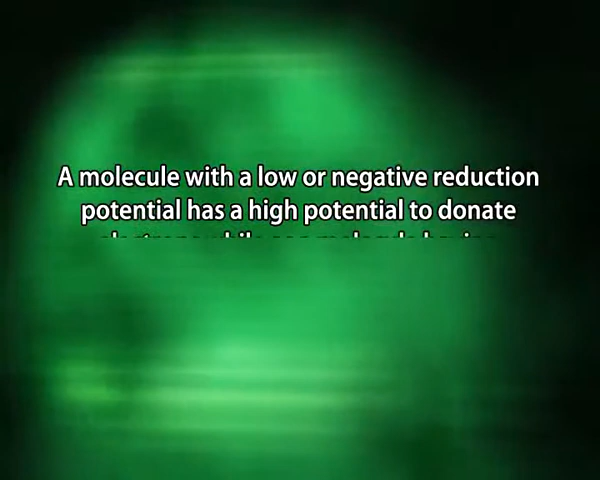 A molecule with a low or negative reduction
potential has a high potential to donate